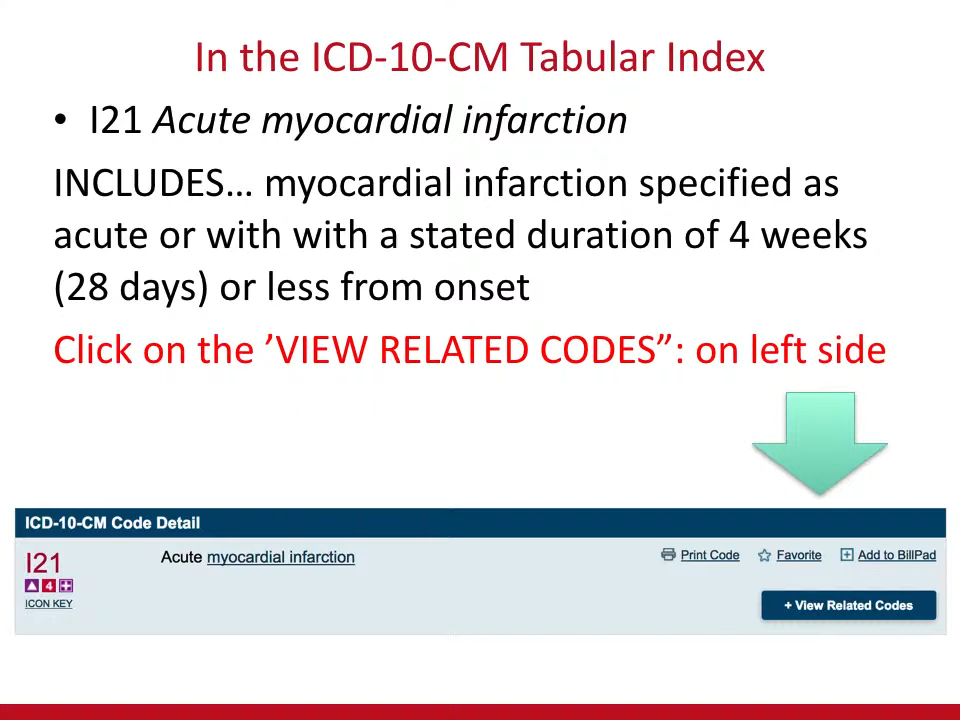 In the ICD-10-CM Tabular Index
• I21 Acute myocardial infarction
INCLUDES… myocardial infarction specified as
acute or with with a stated duration of 4 weeks
(28 days) or less from onset
Click on the ’VIEW RELATED CODES”: on left side
ICD-10-CM Code Detail
I21 Acute myocardial infarction Print Code Favorite Add to BillPad
4
ICON KEY
+ View Related Codes